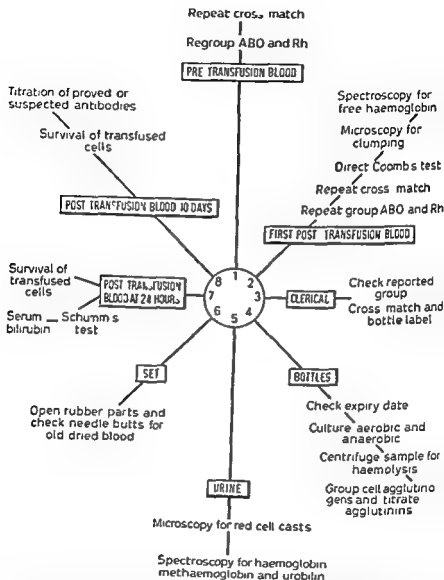 Repeat cross match
Regroup ABO and Rh
PRE TRANSFUSION BLOOD
Titration of proved or
suspected antibodies
Survival of transfused
cells
POST TRANSFUSION BLOOD 10 DAYS
Spectroscopy for
free haemoglobin
Microscopy for
clumping
Direct Coombs test
Repeat cross match
Repeat group ABO and Rh
FIRST POST TRANSFUSION BLOOD
8 1 2
7 3
6 5 4
Survival of
transfused
cells
POST TRANSFUSION
BLOOD AT 24 HOURS
Serum
bilirubin
Schumm s
test
CLERICAL
Check reported
group
Cross match and
bottle label
SET
Open rubber parts and
check needle butts for
old dried blood
BOTTLES
Check expiry date
Culture aerobic and
anaerobic
Centrifuge sample for
haemolysis
Group cell agglutino
gens and titrate
agglutinins
URINE
Microscopy for red cell casts
Spectroscopy for haemoglobin
methaemoglobin and urobilin